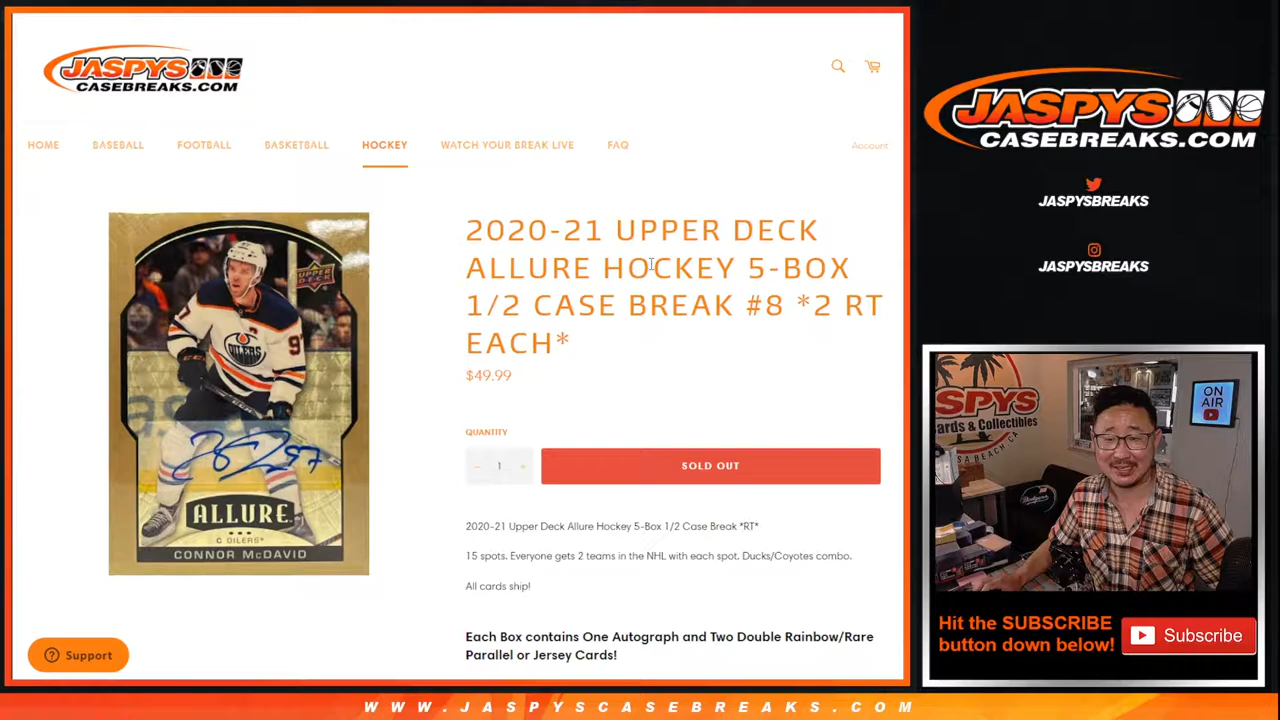 JASPYS
CASEBREAKS.COM
HOME
BASEBALL
FOOTBALL
BASKETBALL
HOCKEY
WATCH YOUR BREAK LIVE
FAQ
Account
2020-21 UPPER DECK
ALLURE HOCKEY 5-BOX
1/2 CASE BREAK #8 *2 RT
EACH*
$49.99
QUANTITY
− 1 +
SOLD OUT
2020-21 Upper Deck Allure Hockey 5-Box 1/2 Case Break *RT*
15 spots. Everyone gets 2 teams in the NHL with each spot. Ducks/Coyotes combo.
All cards ship!
Each Box contains One Autograph and Two Double Rainbow/Rare
Parallel or Jersey Cards!
UPPER
DECK
OILERS
97
ALLURE
C OILERS
CONNOR McDAVID
Support
JASPYS
CASEBREAKS.COM
JASPYSBREAKS
JASPYSBREAKS
ON
AIR
Hit the SUBSCRIBE
button down below!
Subscribe
WWW.JASPYSCASEBREAKS.COM